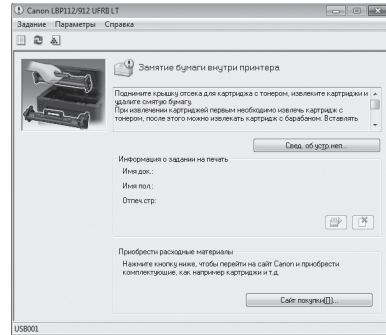 Canon LBP112/912 UFRII LT
Задание Параметры Справка
Замятие бумаги внутри принтера
Поднимите крышку отсека для картриджа с тонером, извлеките картриджи и
удалите смятую бумагу.
При извлечении картриджей первым необходимо извлечь картридж с
тонером, после этого можно извлекать картридж с барабаном. Вставлять
Свед. об устр.неп...
Информация о задании на печать
Имя док.:
Имя пол.:
Отпеч.стр:
Приобрести расходные материалы
Нажмите кнопку ниже, чтобы перейти на сайт Canon и приобрести
комплектующие, как например картриджи и т.д.
Сайт покупки([])...
USB001